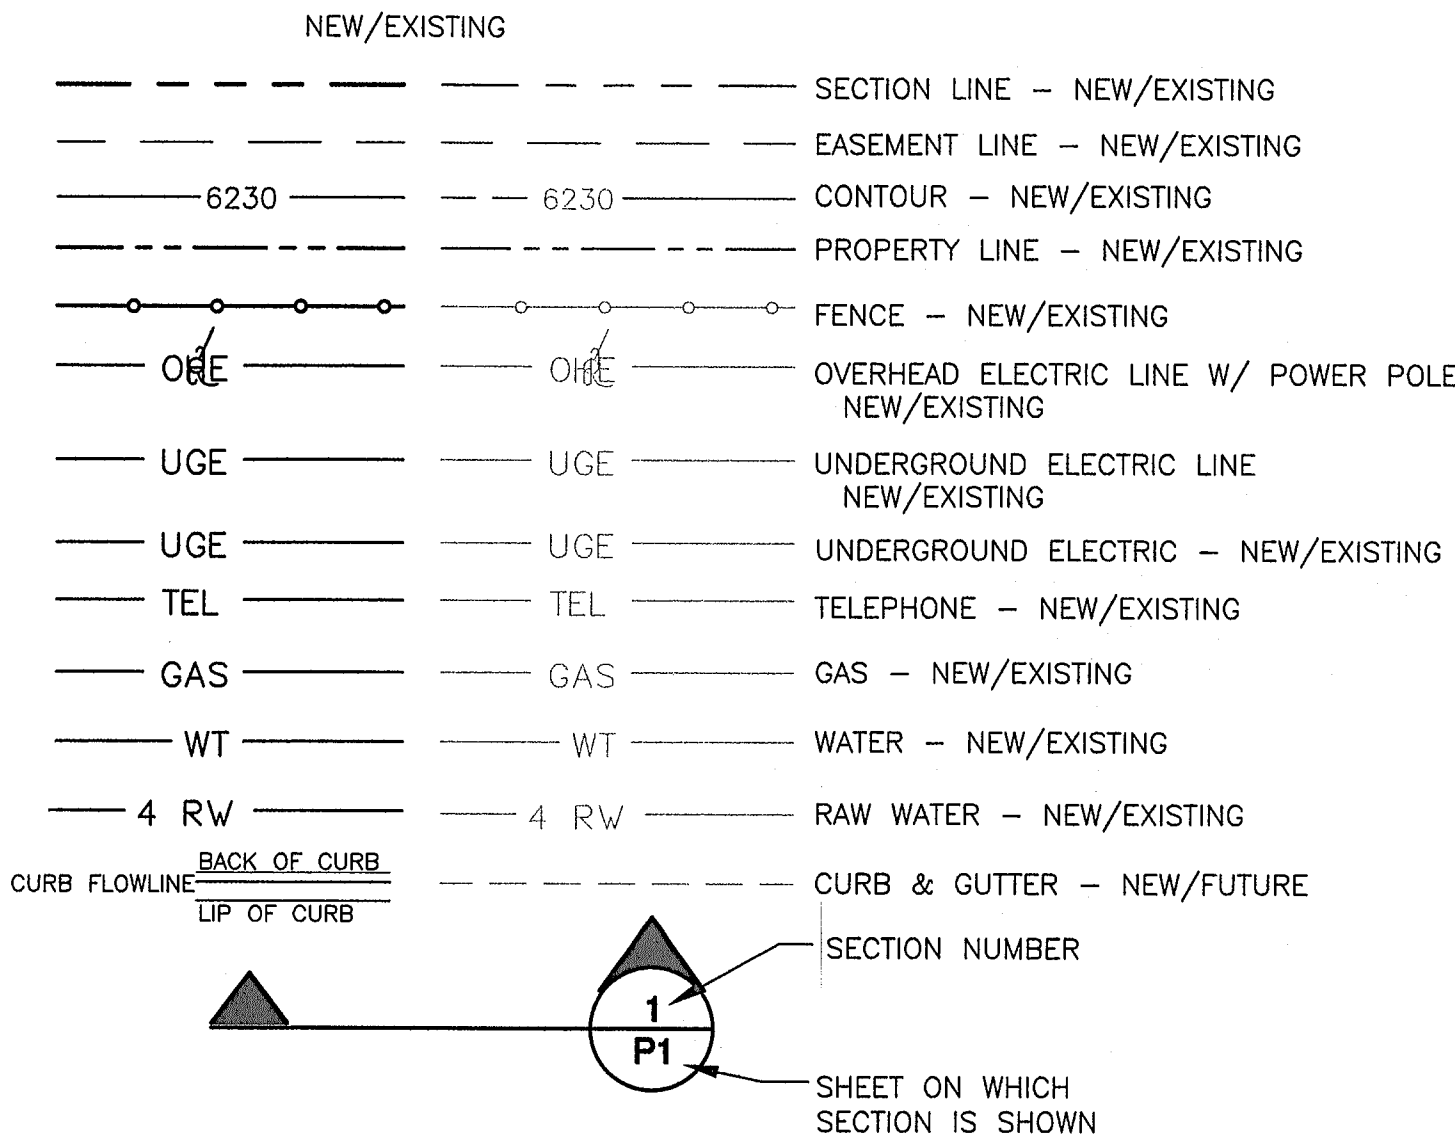 NEW/EXISTING
SECTION LINE – NEW/EXISTING
EASEMENT LINE – NEW/EXISTING
6230 6230 CONTOUR – NEW/EXISTING
PROPERTY LINE – NEW/EXISTING
FENCE – NEW/EXISTING
OHE OHE OVERHEAD ELECTRIC LINE W/ POWER POLE
NEW/EXISTING
UGE UGE UNDERGROUND ELECTRIC LINE
NEW/EXISTING
UGE UGE UNDERGROUND ELECTRIC – NEW/EXISTING
TEL TEL TELEPHONE – NEW/EXISTING
GAS GAS GAS – NEW/EXISTING
WT WT WATER – NEW/EXISTING
4 RW 4 RW RAW WATER – NEW/EXISTING
BACK OF CURB
CURB FLOWLINE CURB & GUTTER – NEW/FUTURE
LIP OF CURB
SECTION NUMBER
1
P1
SHEET ON WHICH
SECTION IS SHOWN